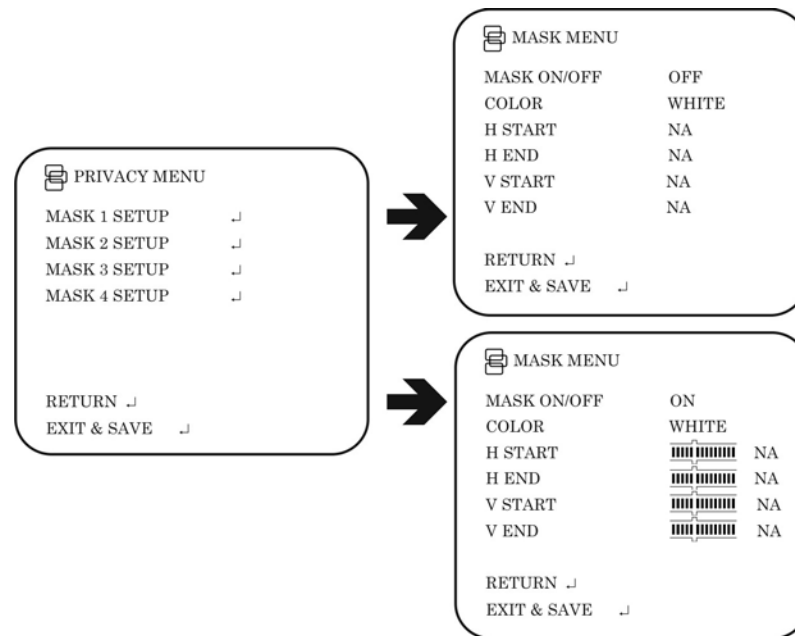 PRIVACY MENU
MASK 1 SETUP ↵
MASK 2 SETUP ↵
MASK 3 SETUP ↵
MASK 4 SETUP ↵
RETURN ↵
EXIT & SAVE ↵
MASK MENU
MASK ON/OFF OFF
COLOR WHITE
H START NA
H END NA
V START NA
V END NA
RETURN ↵
EXIT & SAVE ↵
MASK MENU
MASK ON/OFF ON
COLOR WHITE
H START NA
H END NA
V START NA
V END NA
RETURN ↵
EXIT & SAVE ↵